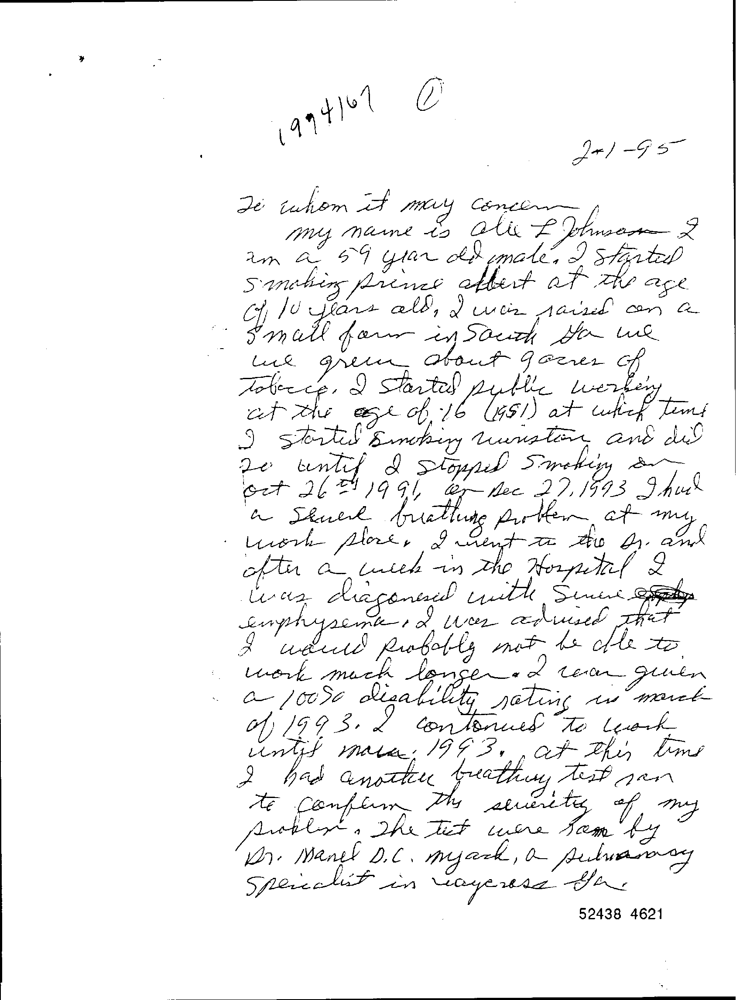 1994167 ①
2-1-95
To whom it may concern
my name is Olie L Johnson I
am a 59 year old male. I started
smoking prince albert at the age
of 10 years old, I was raised on a
small farm in South Ga we
we grew about 9 acres of
Tobacco. I started public working
at the age of 16 (1951) at which time
I started smoking winston and did
so until I stopped smoking on
oct 26th 1991, on Dec 27, 1993 I had
a severe breathing problem at my
work place, I went to the Dr. and
after a week in the Hospital I
was diagonesed with Severe
emphysema, I was advised that
I would probably not be able to
work much longer. I was given
a 100% disability rating in march
of 1993. I contonued to work
until 1993. at this time
I had another breathing test ran
to confirm the severitey of my
problem. The test were ran by
Dr. Manel D.C. myack, a pulmanary
Speicalist in waycross Ga.
52438 4621